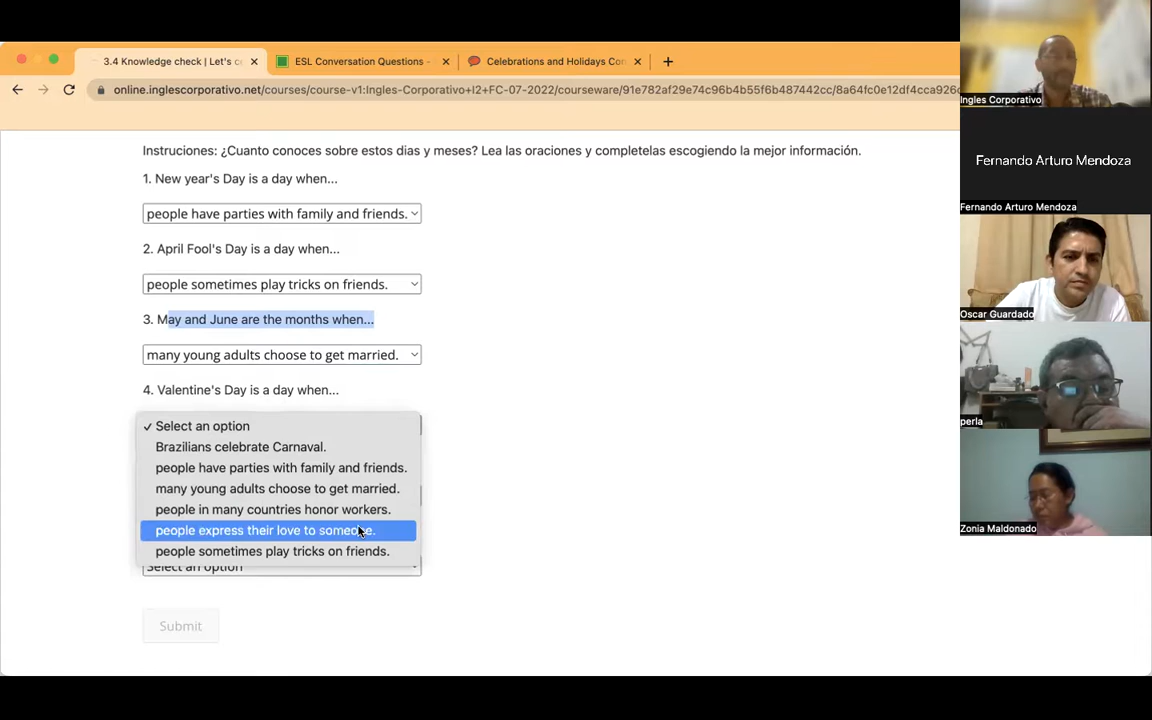 3.4 Knowledge check | Let's c
ESL Conversation Questions -
Celebrations and Holidays Con
online.inglescorporativo.net/courses/course-v1:Ingles-Corporativo+I2+FC-07-2022/courseware/91e782af29e74c96b4b55f6b487442cc/8a64fc0e12df4cca926
Instruciones: ¿Cuanto conoces sobre estos dias y meses? Lea las oraciones y completelas escogiendo la mejor información.
1. New year's Day is a day when...
people have parties with family and friends.
2. April Fool's Day is a day when...
people sometimes play tricks on friends.
3. May and June are the months when...
many young adults choose to get married.
4. Valentine's Day is a day when...
✓ Select an option
Brazilians celebrate Carnaval.
people have parties with family and friends.
many young adults choose to get married.
people in many countries honor workers.
people express their love to someone.
people sometimes play tricks on friends.
Select an option
Submit
Ingles Corporativo
Fernando Arturo Mendoza
Fernando Arturo Mendoza
Oscar Guardado
perla
Zonia Maldonado